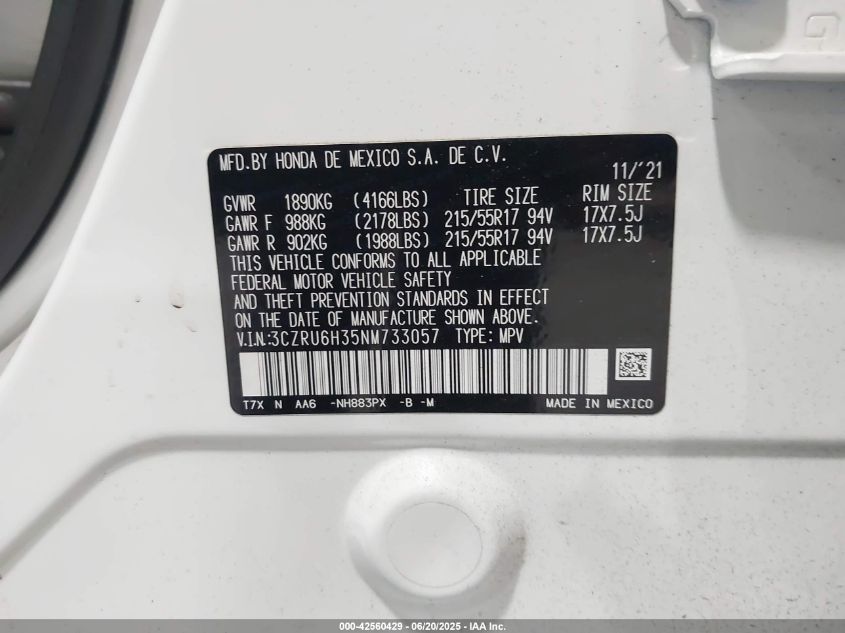 G
MFD.BY HONDA DE MEXICO S.A. DE C.V.
11/'21
GVWR 1890KG (4166LBS) TIRE SIZE RIM SIZE
GAWR F 988KG (2178LBS) 215/55R17 94V 17X7.5J
GAWR R 902KG (1988LBS) 215/55R17 94V 17X7.5J
THIS VEHICLE CONFORMS TO ALL APPLICABLE
FEDERAL MOTOR VEHICLE SAFETY
AND THEFT PREVENTION STANDARDS IN EFFECT
ON THE DATE OF MANUFACTURE SHOWN ABOVE.
V.I.N:3CZRU6H35NM733057 TYPE: MPV
T7X N AA6 -NH883PX -B -M MADE IN MEXICO
000-42560429 - 06/20/2025 - IAA Inc.